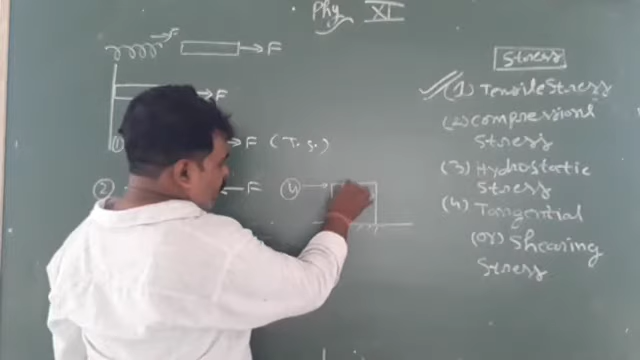 Phy. XI
F
F
F
F (T.S.)
(2)
F
(4)
Stress
(1) Tensile Stress
(2) Compressional
Stress
(3) Hydrostatic
Stress
(4) Tangential
(or) Shearing
Stress